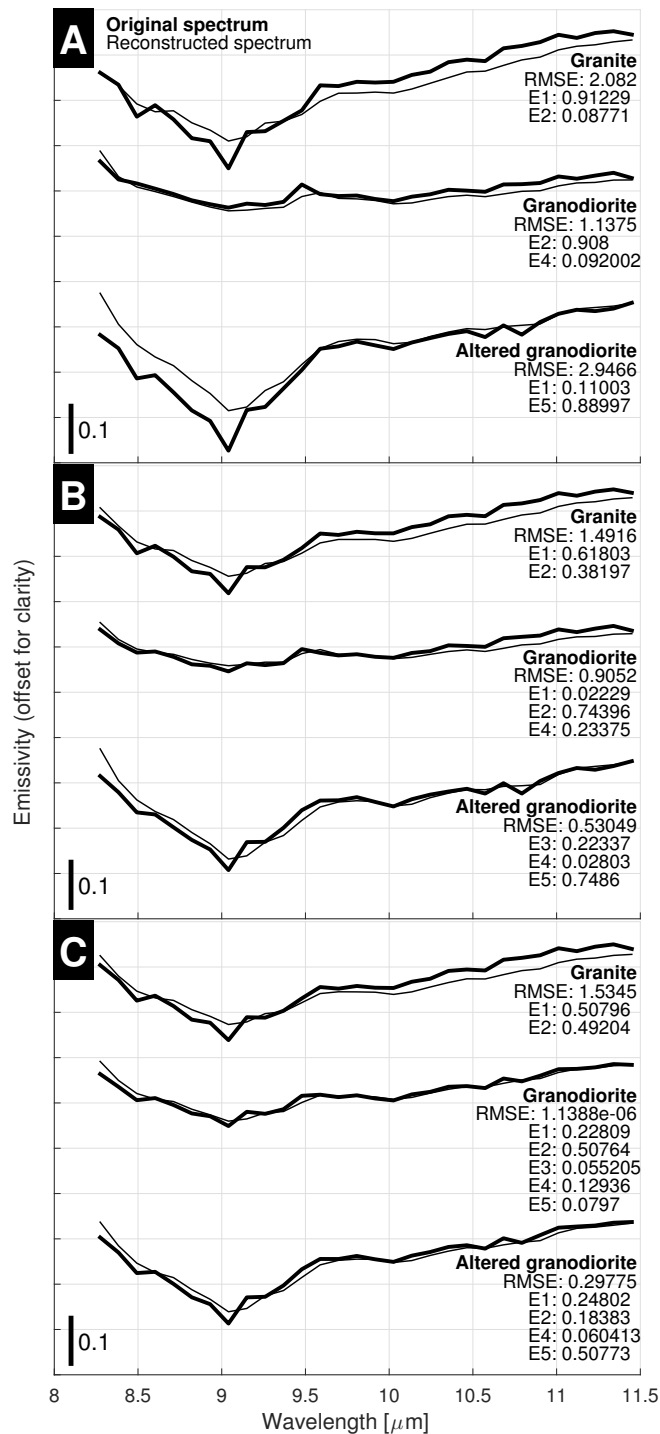 A
Original spectrum
Reconstructed spectrum
Granite
RMSE: 2.082
E1: 0.91229
E2: 0.08771
Granodiorite
RMSE: 1.1375
E2: 0.908
E4: 0.092002
Altered granodiorite
RMSE: 2.9466
E1: 0.11003
E5: 0.88997
0.1
B
Granite
RMSE: 1.4916
E1: 0.61803
E2: 0.38197
Granodiorite
RMSE: 0.9052
E1: 0.02229
E2: 0.74396
E4: 0.23375
Altered granodiorite
RMSE: 0.53049
E3: 0.22337
E4: 0.02803
E5: 0.7486
0.1
C
Granite
RMSE: 1.5345
E1: 0.50796
E2: 0.49204
Granodiorite
RMSE: 1.1388e-06
E1: 0.22809
E2: 0.50764
E3: 0.055205
E4: 0.12936
E5: 0.0797
Altered granodiorite
RMSE: 0.29775
E1: 0.24802
E2: 0.18383
E4: 0.060413
E5: 0.50773
0.1
Emissivity (offset for clarity)
8 8.5 9 9.5 10 10.5 11 11.5
Wavelength [μm]